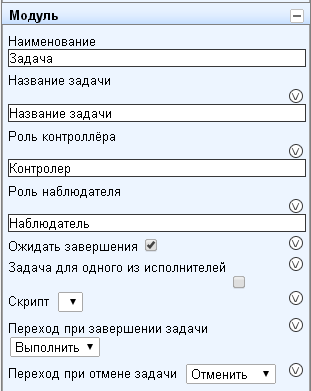 Модуль
Наименование
Задача
Название задачи
Название задачи
Роль контроллёра
Контролер
Роль наблюдателя
Наблюдатель
Ожидать завершения
Задача для одного из исполнителей
Скрипт
Переход при завершении задачи
Выполнить
Переход при отмене задачи Отменить